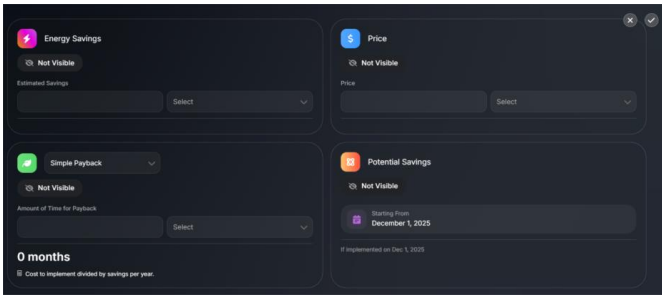 Energy Savings
Not Visible
Estimated Savings
Select
Price
Not Visible
Price
Select
Simple Payback
Not Visible
Amount of Time for Payback
Select
0 months
Cost to implement divided by savings per year.
Potential Savings
Not Visible
Starting From
December 1, 2025
If implemented on Dec 1, 2025